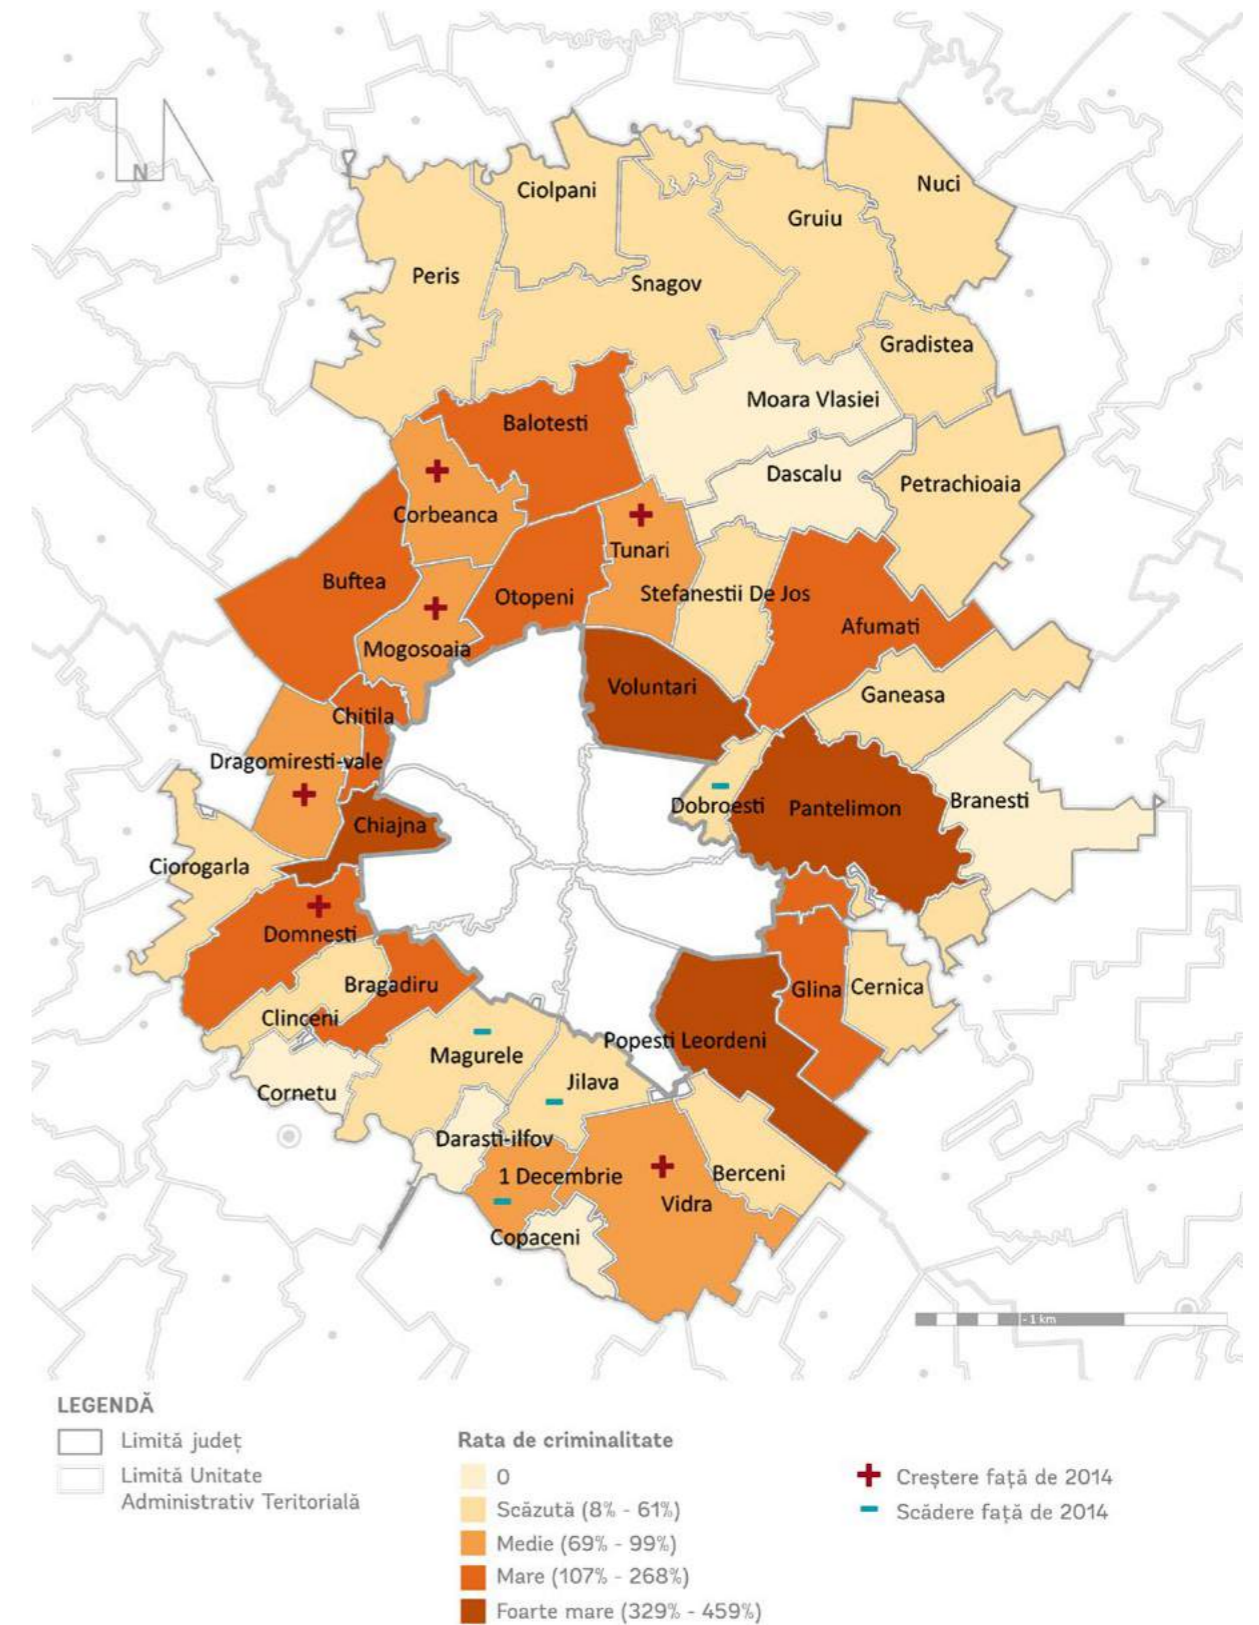 N
Ciolpani
Nuci
Gruiu
Peris
Snagov
Gradistea
Moara Vlasiei
Balotesti
Dascalu
Petrachioaia
Corbeanca
Tunari
Buftea
Otopeni
Stefanestii De Jos
Afumati
Mogosoaia
Voluntari
Ganeasa
Chitila
Dragomiresti-vale
Dobroesti
Pantelimon
Branesti
Chiajna
Ciorogarla
Domnesti
Bragadiru
Glina
Cernica
Clinceni
Popesti Leordeni
Magurele
Jilava
Cornetu
Darasti-ilfov
1 Decembrie
Berceni
Vidra
Copaceni
- 1 km
LEGENDĂ
Limită județ
Limită Unitate
Administrativ Teritorială
Rata de criminalitate
0
Scăzută (8% - 61%)
Medie (69% - 99%)
Mare (107% - 268%)
Foarte mare (329% - 459%)
Creștere față de 2014
Scădere față de 2014